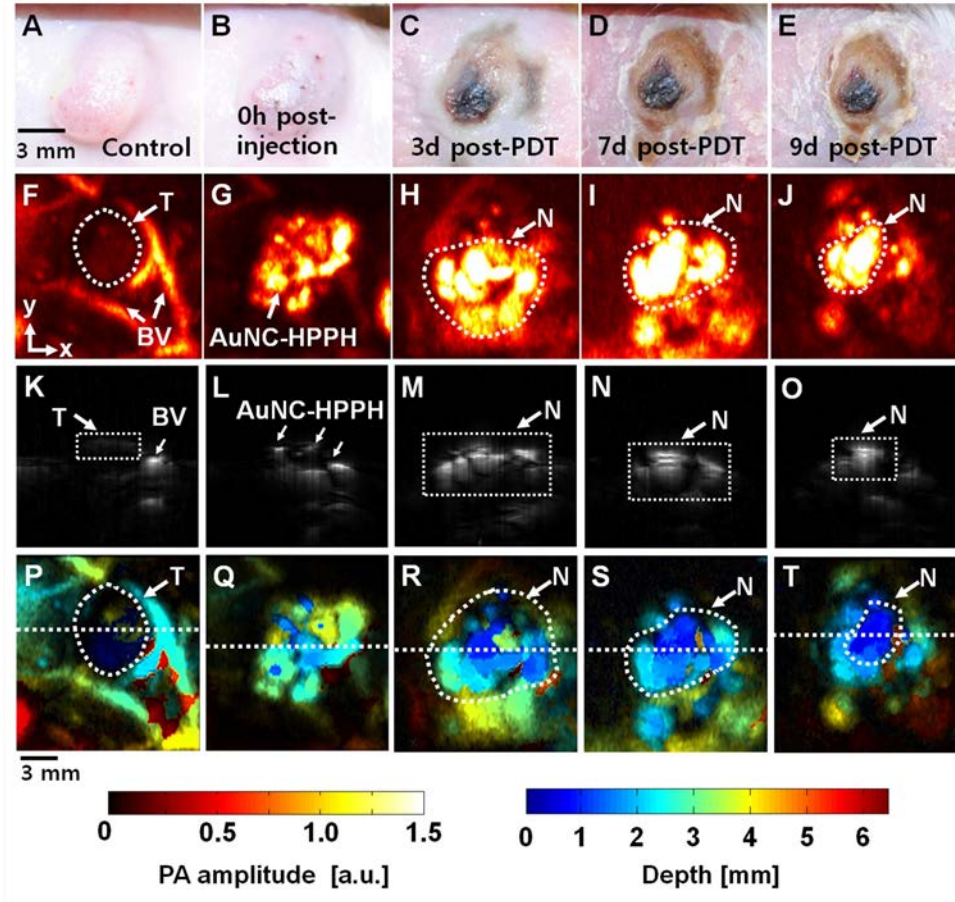 A
B
C
D
E
3 mm
Control
0h post-
injection
3d post-PDT
7d post-PDT
9d post-PDT
F
T
G
H
N
I
N
J
N
y
x
BV
AuNC-HPPH
K
T
BV
L
AuNC-HPPH
M
N
N
N
O
N
P
T
Q
R
N
S
N
T
N
3 mm
0
0.5
1.0
1.5
0
1
2
3
4
5
6
PA amplitude [a.u.]
Depth [mm]